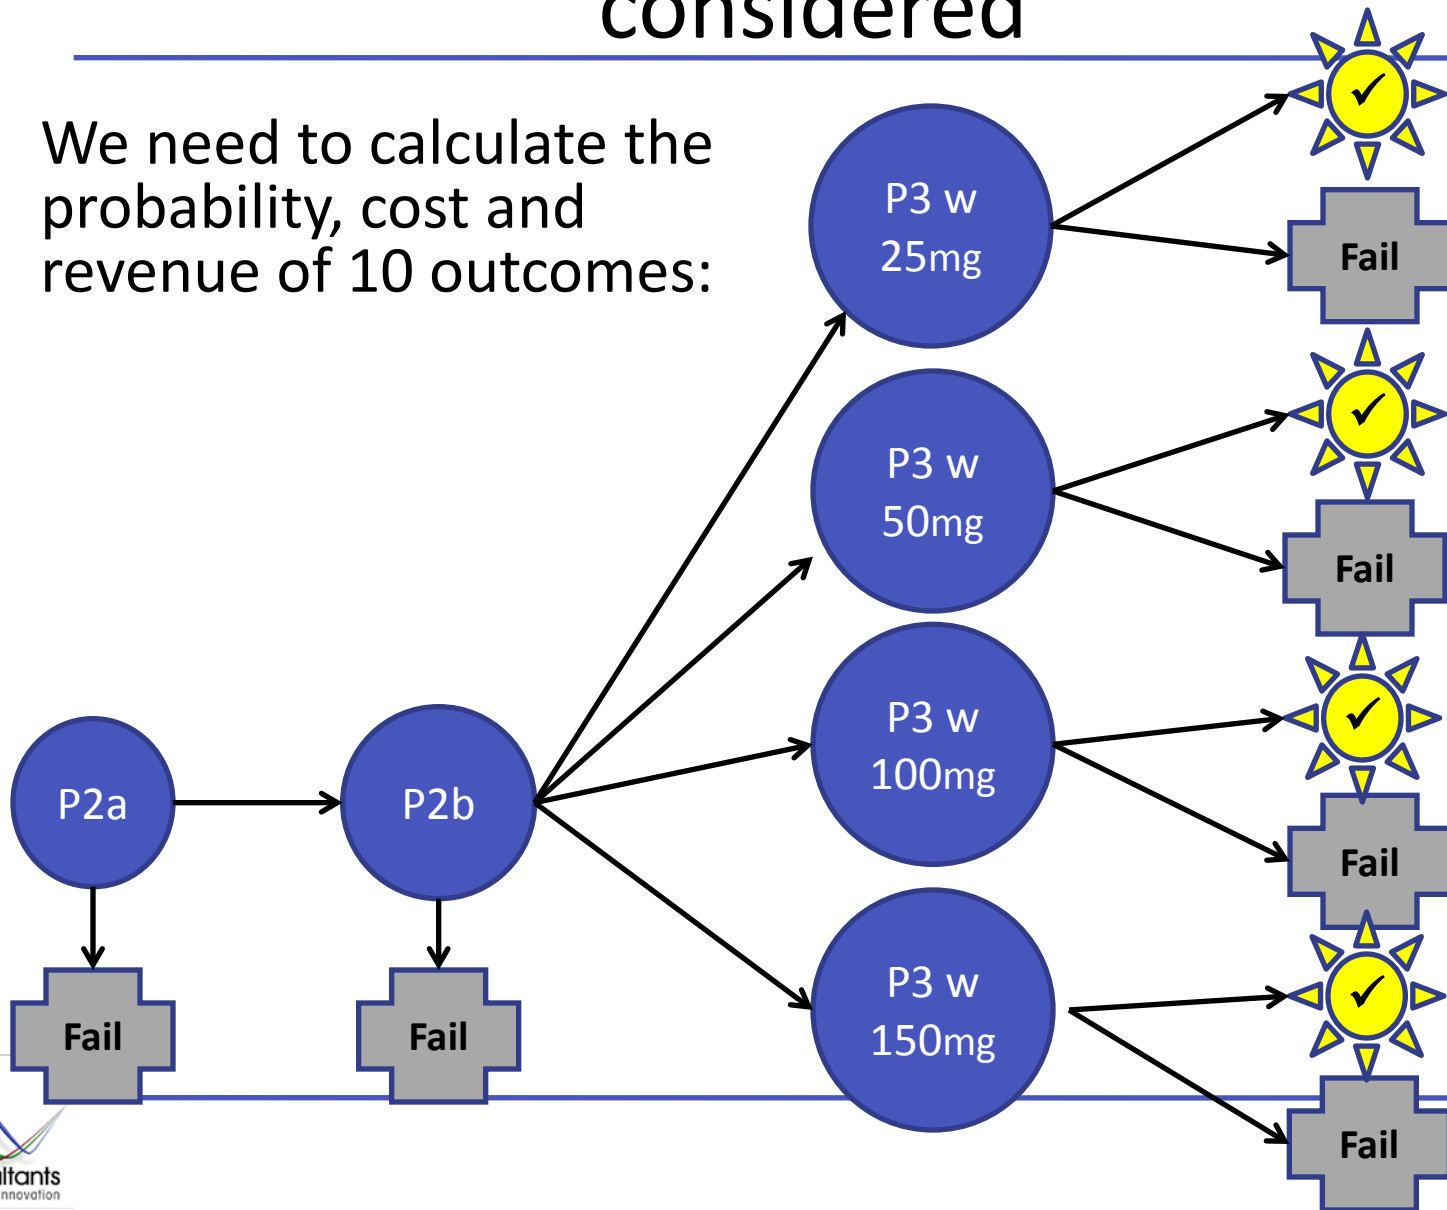 considered
We need to calculate the
probability, cost and
revenue of 10 outcomes:
P3 w
25mg
Fail
P3 w
50mg
Fail
P3 w
100mg
Fail
P2a
P2b
P3 w
150mg
Fail
Fail
Fail